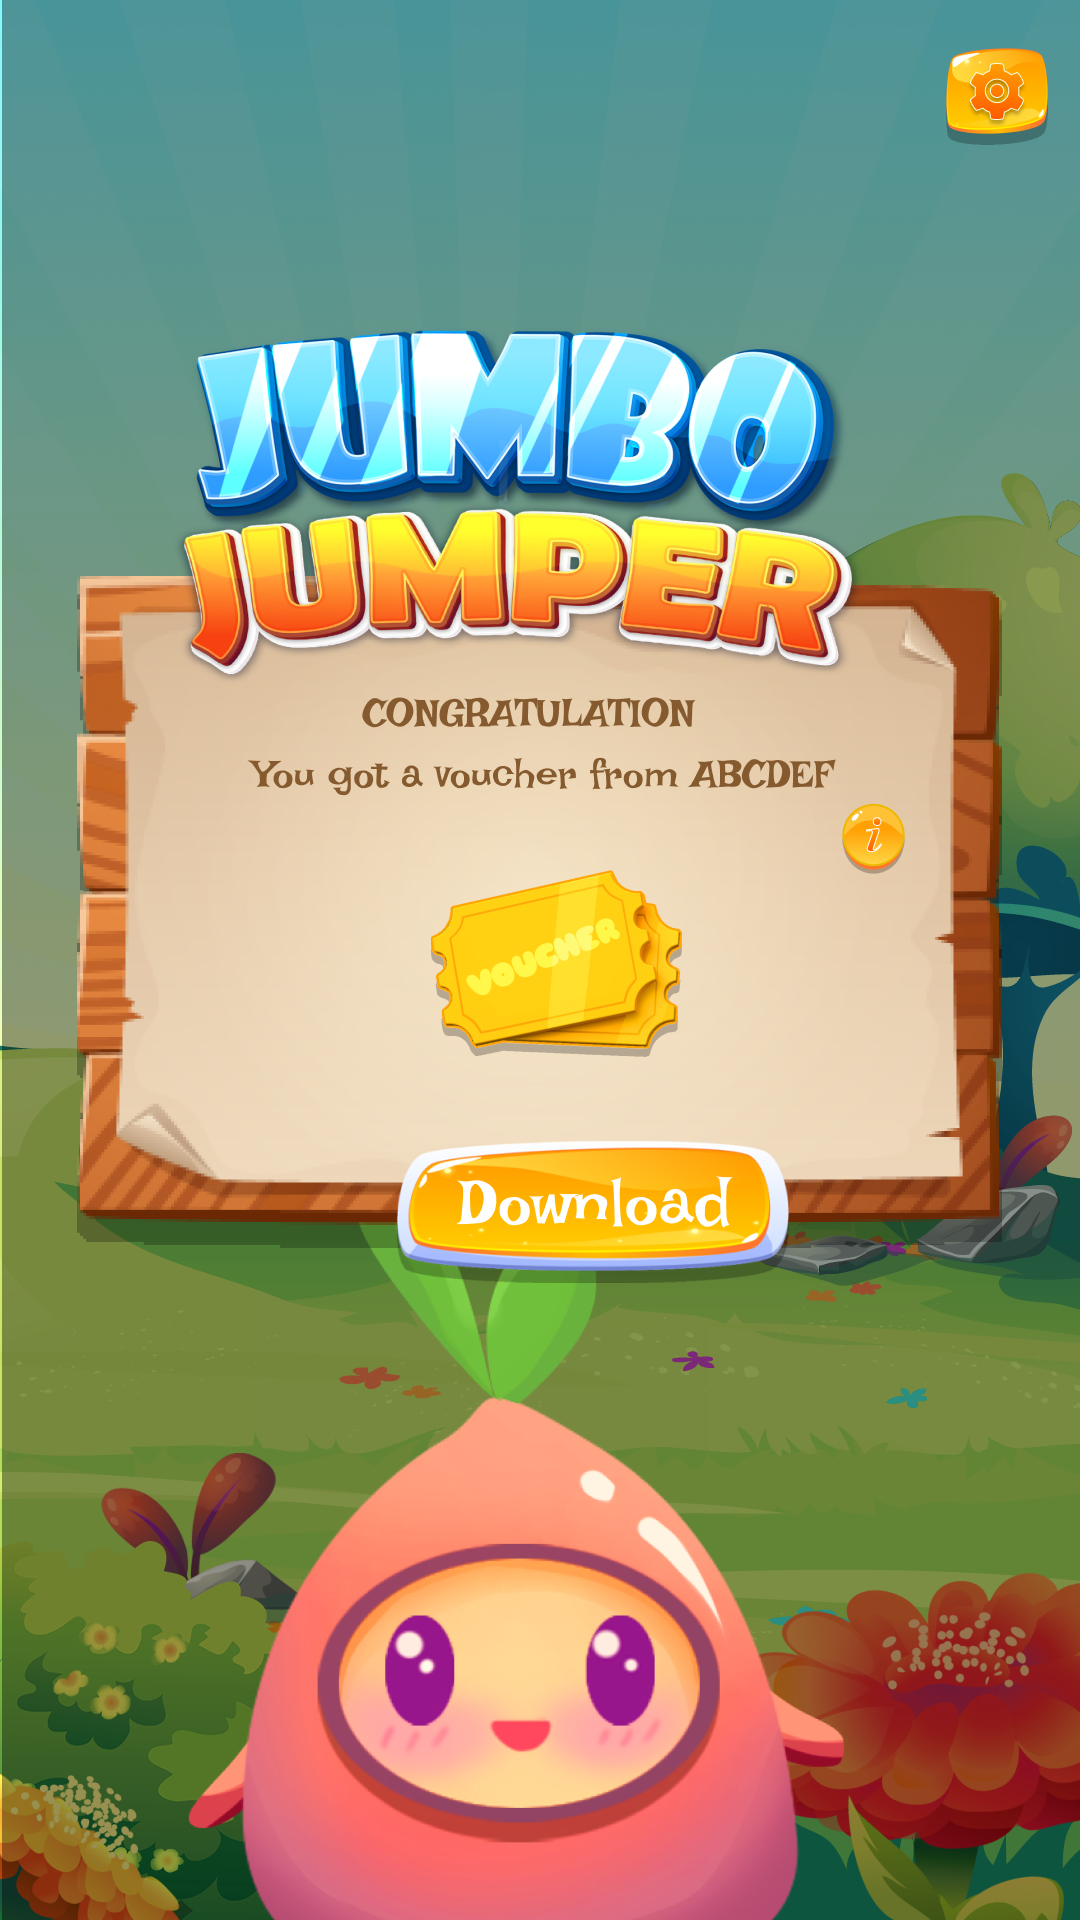 JUMBO
JUMPER
CONGRATULATION
You got a voucher from ABCDEF
i
VOUCHER
Download